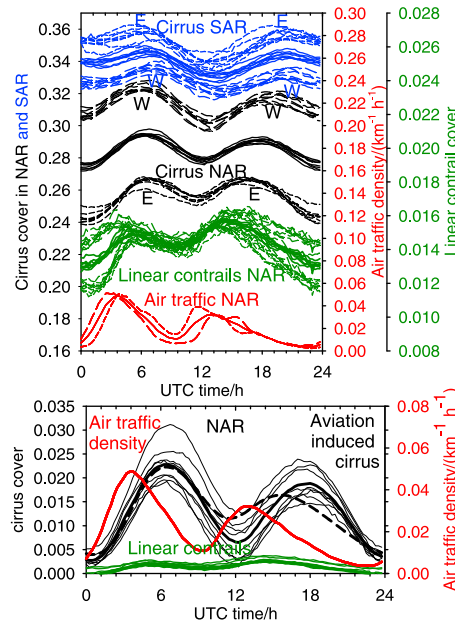 0.36
0.34
0.32
0.30
0.28
0.26
0.24
0.22
0.20
0.18
0.16
Cirrus cover in NAR and SAR
E
Cirrus SAR
E
W
W
W
W
Cirrus NAR
E
E
Linear contrails NAR
Air traffic NAR
0.30
0.28
0.26
0.24
0.22
0.20
0.18
0.16
0.14
0.12
0.10
0.08
0.06
0.04
0.02
0.00
Air traffic density/(km⁻¹ h⁻¹)
0.028
0.026
0.024
0.022
0.020
0.018
0.016
0.014
0.012
0.010
0.008
Linear contrail cover
0 6 12 18 24
UTC time/h
0.035
0.030
0.025
0.020
0.015
0.010
0.005
0.000
cirrus cover
Air traffic
density
NAR
Aviation
induced
cirrus
Linear contrails
0.08
0.06
0.04
0.02
0.00
Air traffic density/(km⁻¹ h⁻¹)
0 6 12 18 24
UTC time/h